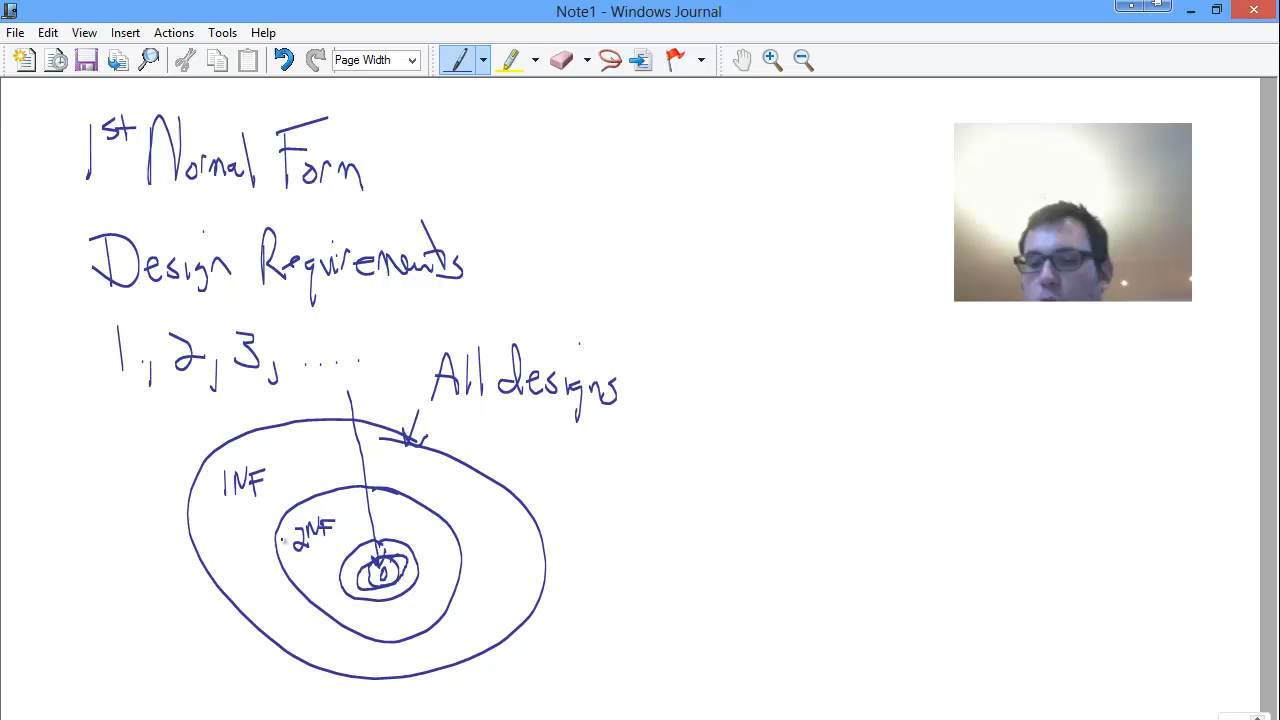 Note1 - Windows Journal
File Edit View Insert Actions Tools Help
Page Width
1st Normal Form
Design Requirements
1, 2, 3, .....
All designs
1NF
2NF